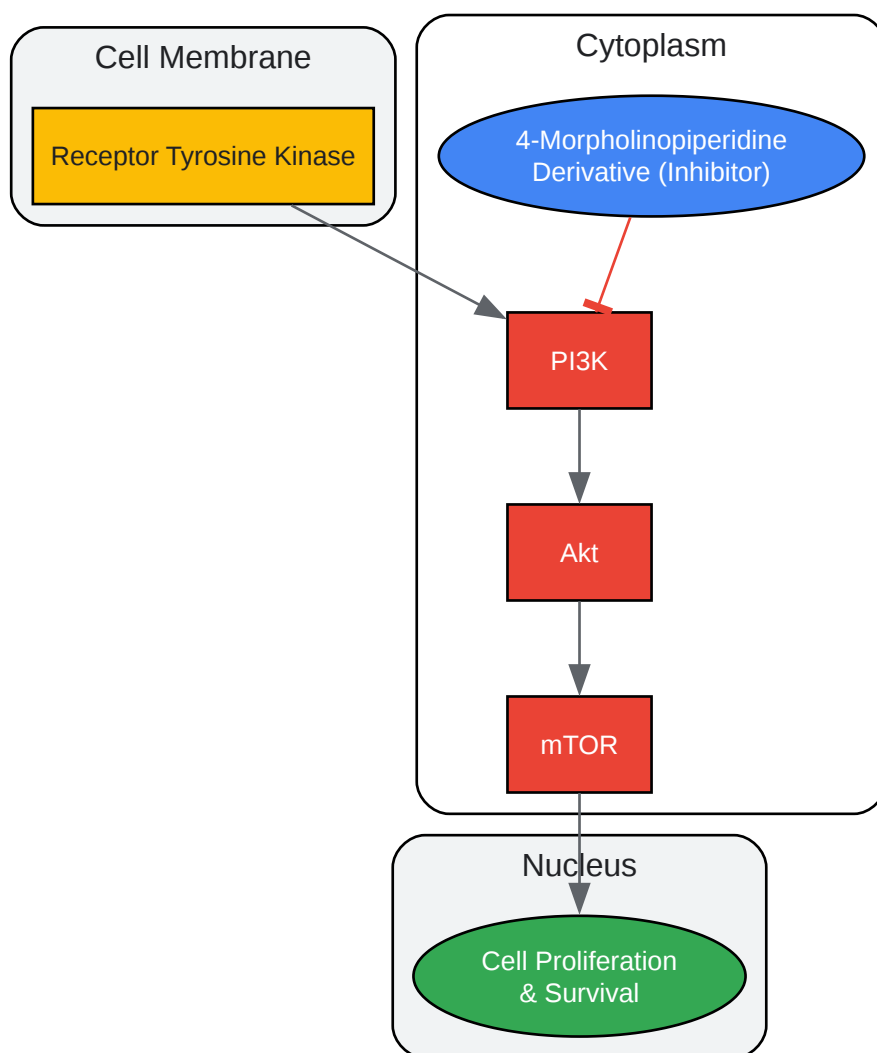 Cell Membrane
Receptor Tyrosine Kinase
Cytoplasm
4-Morpholinopiperidine
Derivative (Inhibitor)
PI3K
Akt
mTOR
Nucleus
Cell Proliferation
& Survival